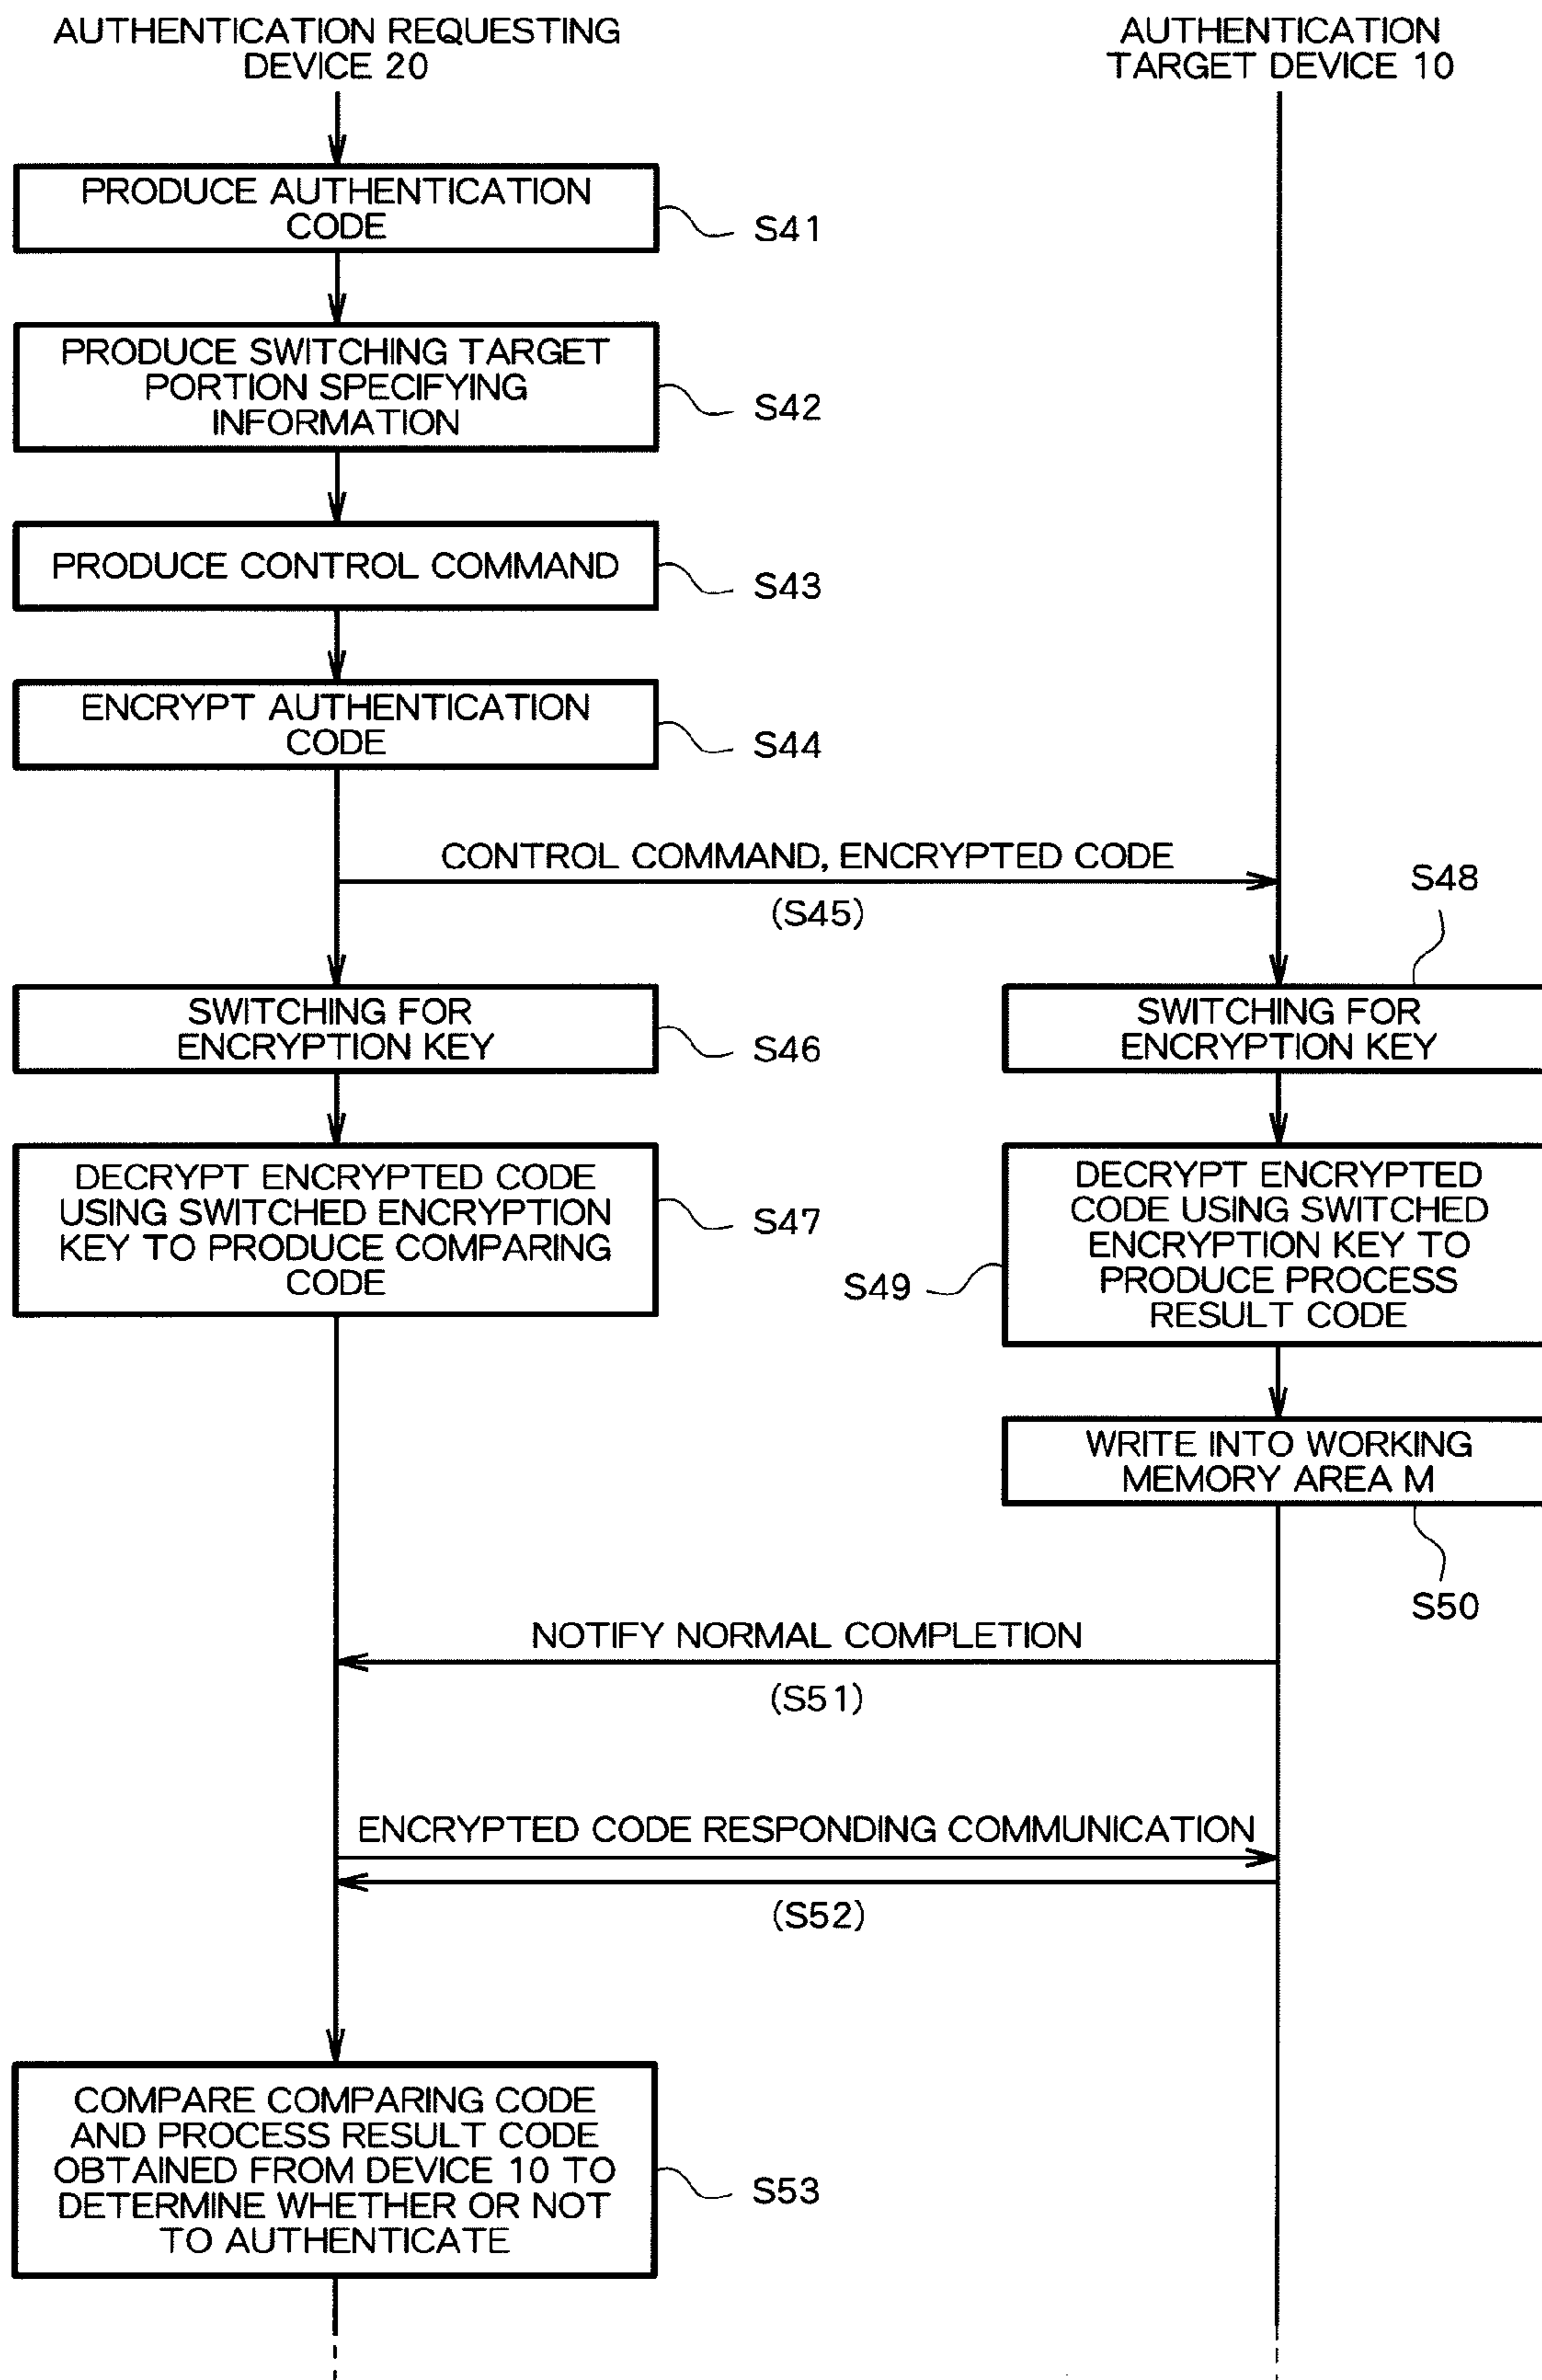 AUTHENTICATION REQUESTING
DEVICE 20
AUTHENTICATION
TARGET DEVICE 10
PRODUCE AUTHENTICATION
CODE
S41
PRODUCE SWITCHING TARGET
PORTION SPECIFYING
INFORMATION
S42
PRODUCE CONTROL COMMAND
S43
ENCRYPT AUTHENTICATION
CODE
S44
CONTROL COMMAND, ENCRYPTED CODE
(S45)
S48
SWITCHING FOR
ENCRYPTION KEY
S46
SWITCHING FOR
ENCRYPTION KEY
DECRYPT ENCRYPTED CODE
USING SWITCHED ENCRYPTION
KEY TO PRODUCE COMPARING
CODE
S47
DECRYPT ENCRYPTED
CODE USING SWITCHED
ENCRYPTION KEY TO
PRODUCE PROCESS
RESULT CODE
S49
WRITE INTO WORKING
MEMORY AREA M
S50
NOTIFY NORMAL COMPLETION
(S51)
ENCRYPTED CODE RESPONDING COMMUNICATION
(S52)
COMPARE COMPARING CODE
AND PROCESS RESULT CODE
OBTAINED FROM DEVICE 10 TO
DETERMINE WHETHER OR NOT
TO AUTHENTICATE
S53